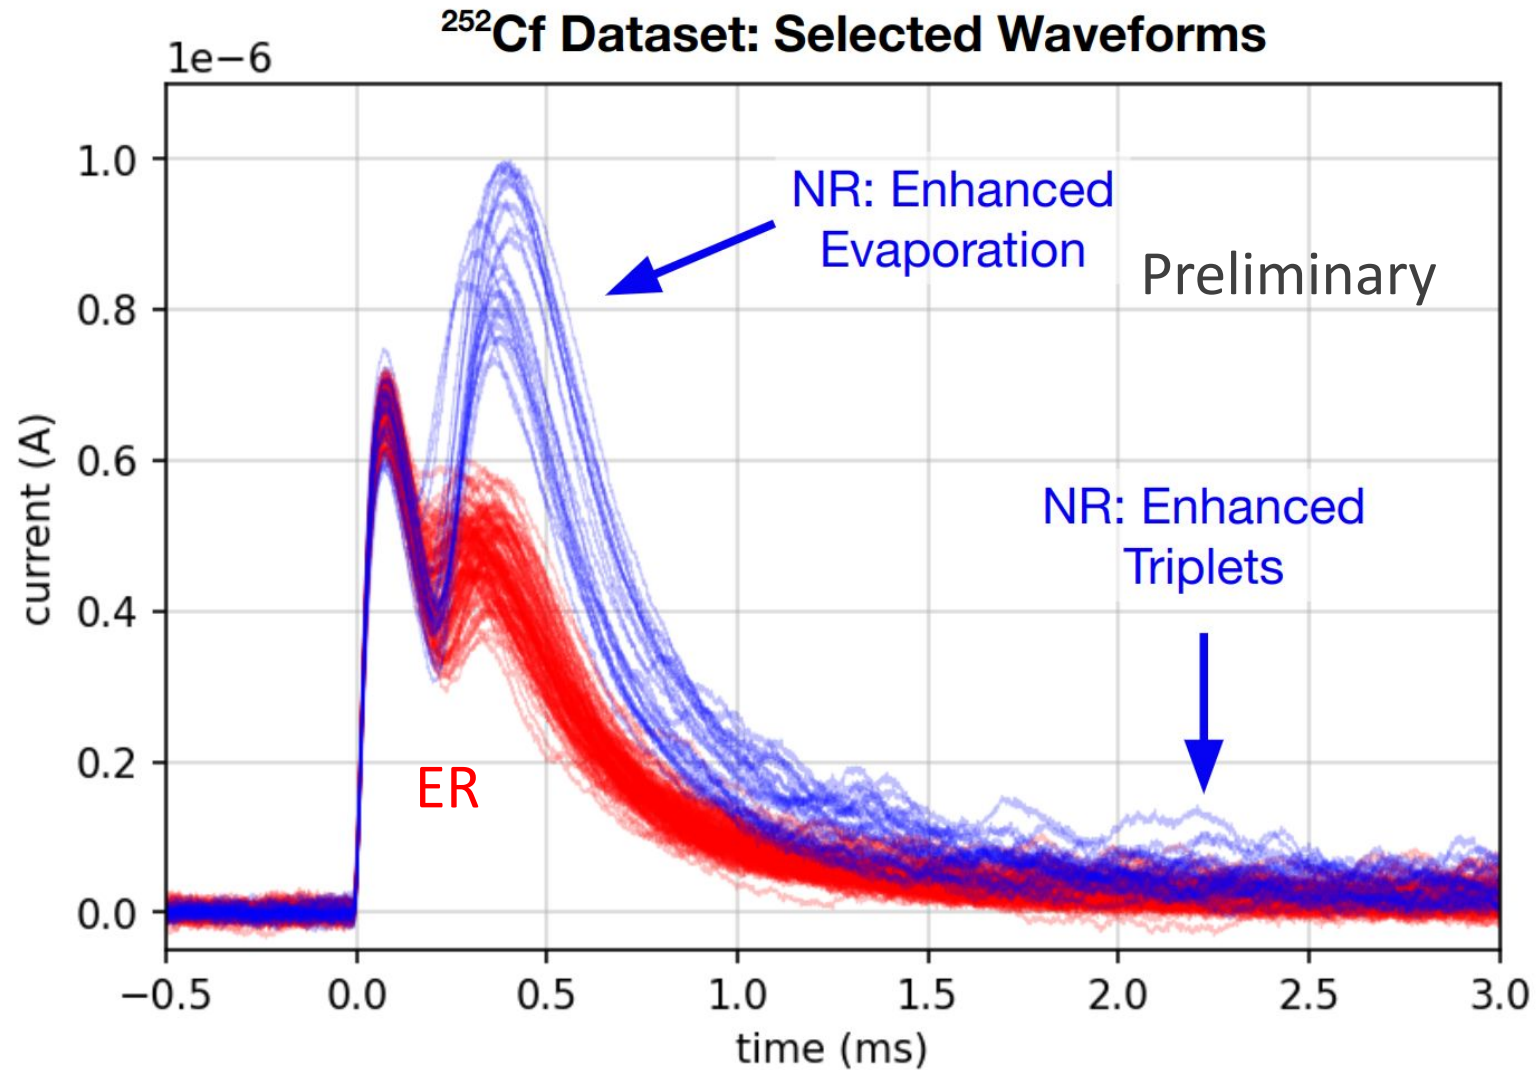 ²⁵²Cf Dataset: Selected Waveforms
1e−6
1.0
0.8
0.6
0.4
0.2
0.0
current (A)
NR: Enhanced
Evaporation
Preliminary
NR: Enhanced
Triplets
ER
−0.5 0.0 0.5 1.0 1.5 2.0 2.5 3.0
time (ms)